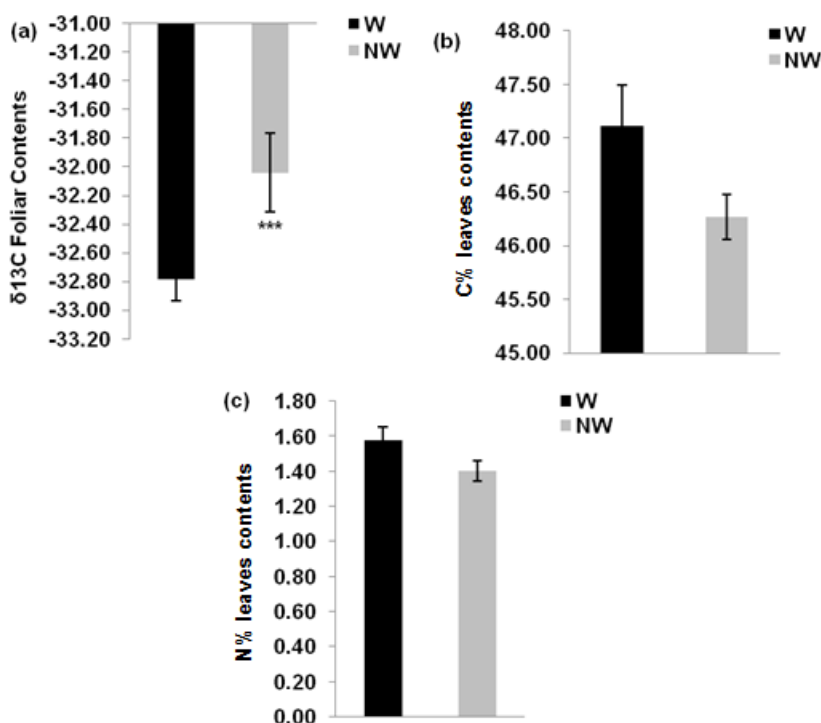 (a)
δ13C Foliar Contents
-31.00
-31.20
-31.40
-31.60
-31.80
-32.00
-32.20
-32.40
-32.60
-32.80
-33.00
-33.20
***
W
NW
(b)
C% leaves contents
48.00
47.50
47.00
46.50
46.00
45.50
45.00
W
NW
(c)
N% leaves contents
1.80
1.60
1.40
1.20
1.00
0.80
0.60
0.40
0.20
0.00
W
NW